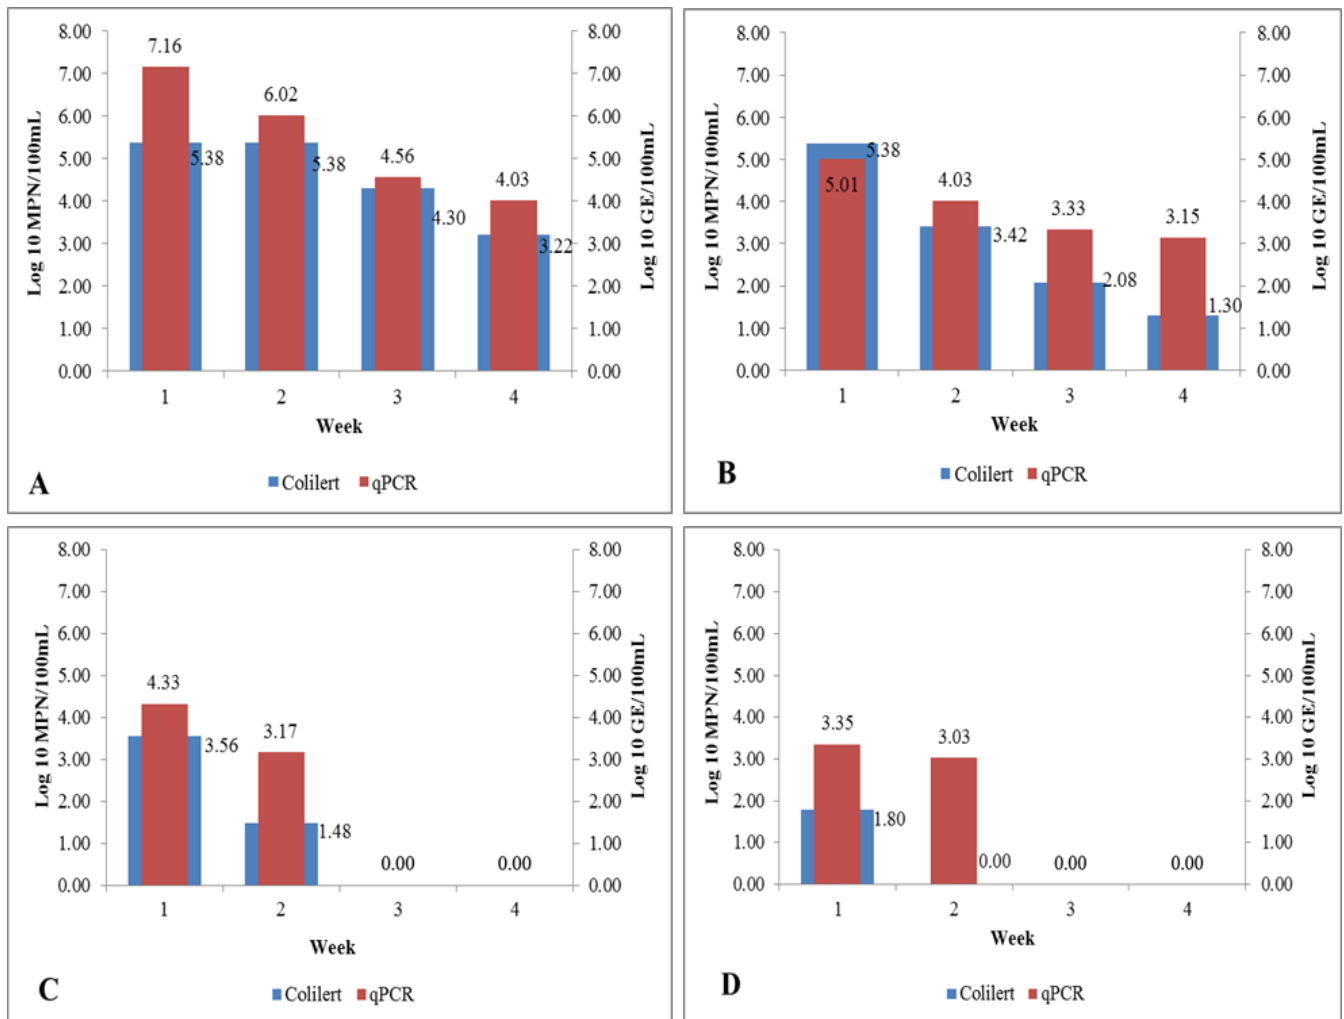 8.00 7.00 6.00 5.00 4.00 3.00 2.00 1.00 0.00
Log 10 MPN/100mL
7.16 6.02 4.56 4.03
5.38 5.38 4.30 3.22
8.00 7.00 6.00 5.00 4.00 3.00 2.00 1.00 0.00
Log 10 GE/100mL
1 2 3 4
Week
A
Colilert qPCR
8.00 7.00 6.00 5.00 4.00 3.00 2.00 1.00 0.00
Log 10 MPN/100mL
5.01 4.03 3.33 3.15
5.38 3.42 2.08 1.30
8.00 7.00 6.00 5.00 4.00 3.00 2.00 1.00 0.00
Log 10 GE/100mL
1 2 3 4
Week
B
Colilert qPCR
8.00 7.00 6.00 5.00 4.00 3.00 2.00 1.00 0.00
Log 10 MPN/100mL
4.33 3.17
3.56 1.48 0.00 0.00
8.00 7.00 6.00 5.00 4.00 3.00 2.00 1.00 0.00
Log 10 GE/100mL
1 2 3 4
Week
C
Colilert qPCR
8.00 7.00 6.00 5.00 4.00 3.00 2.00 1.00 0.00
Log 10 MPN/100mL
3.35 3.03
1.80 0.00 0.00 0.00
8.00 7.00 6.00 5.00 4.00 3.00 2.00 1.00 0.00
Log 10 GE/100mL
1 2 3 4
Week
D
Colilert qPCR